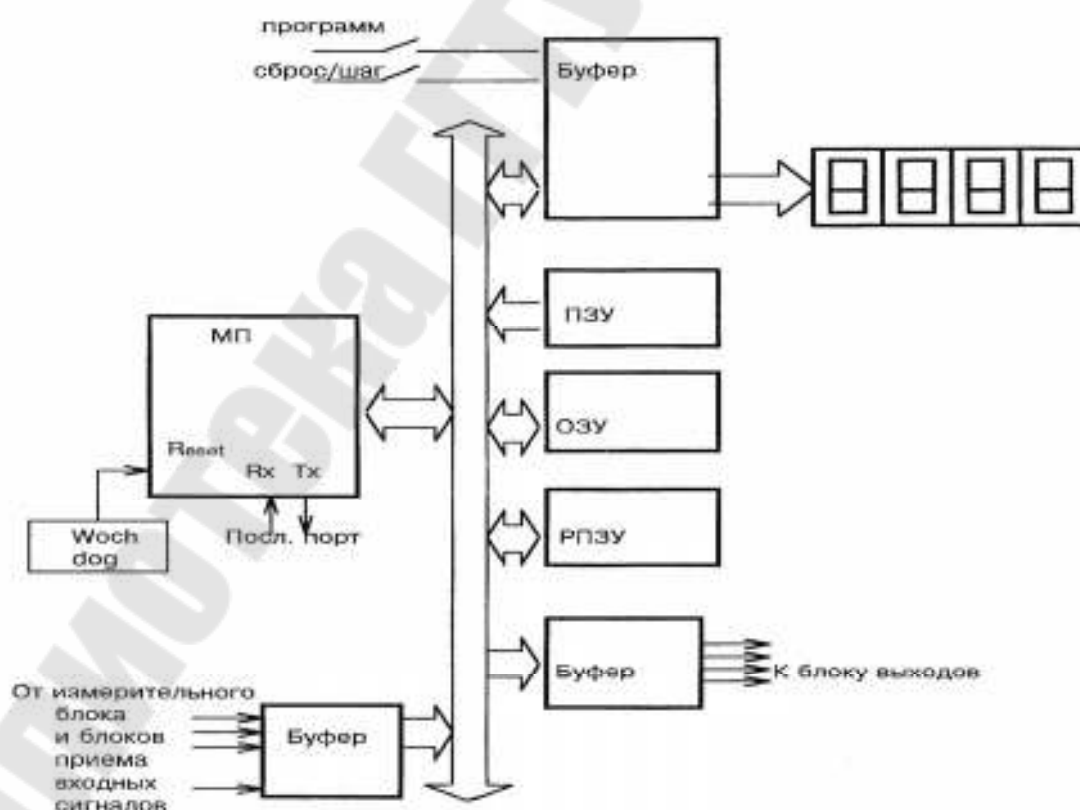 программ
сброс/шаг
Буфер
ПЗУ
МП
ОЗУ
Reset
Rx Tx
Woch
dog
Посл. порт
РПЗУ
Буфер
К блоку выходов
От измерительного
блока
и блоков
приема
входных
сигналов
Буфер